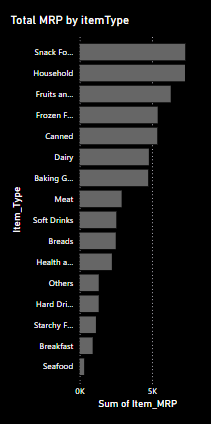 Total MRP by itemType
Snack Fo...
Household
Fruits an...
Frozen F...
Canned
Dairy
Baking G...
Meat
Soft Drinks
Breads
Health a...
Others
Hard Dri...
Starchy F...
Breakfast
Seafood
Item_Type
0K 5K
Sum of Item_MRP